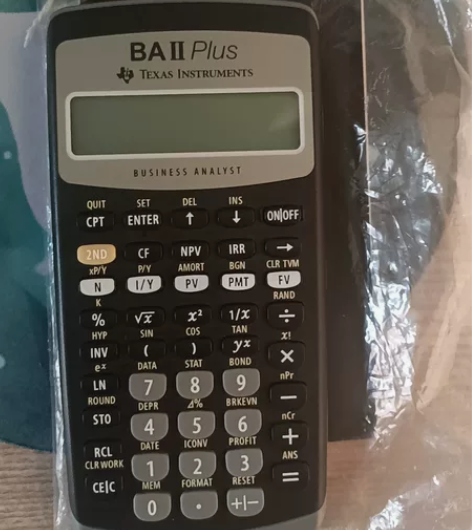 BA II Plus
TEXAS INSTRUMENTS
BUSINESS ANALYST
QUIT SET DEL INS
CPT ENTER ↑ ↓ ON|OFF
2ND CF NPV IRR →
xP/Y P/Y AMORT BGN CLR TVM
N I/Y PV PMT FV
K RAND
% √x x² 1/x ÷
HYP SIN COS TAN x!
INV ( ) yx ×
eˣ DATA STAT BOND nPr
LN 7 8 9 −
ROUND DEPR Δ% BRKEVN nCr
STO 4 5 6 +
DATE ICONV PROFIT ANS
RCL 1 2 3 =
CLR WORK MEM FORMAT RESET
CE|C 0 . +|−